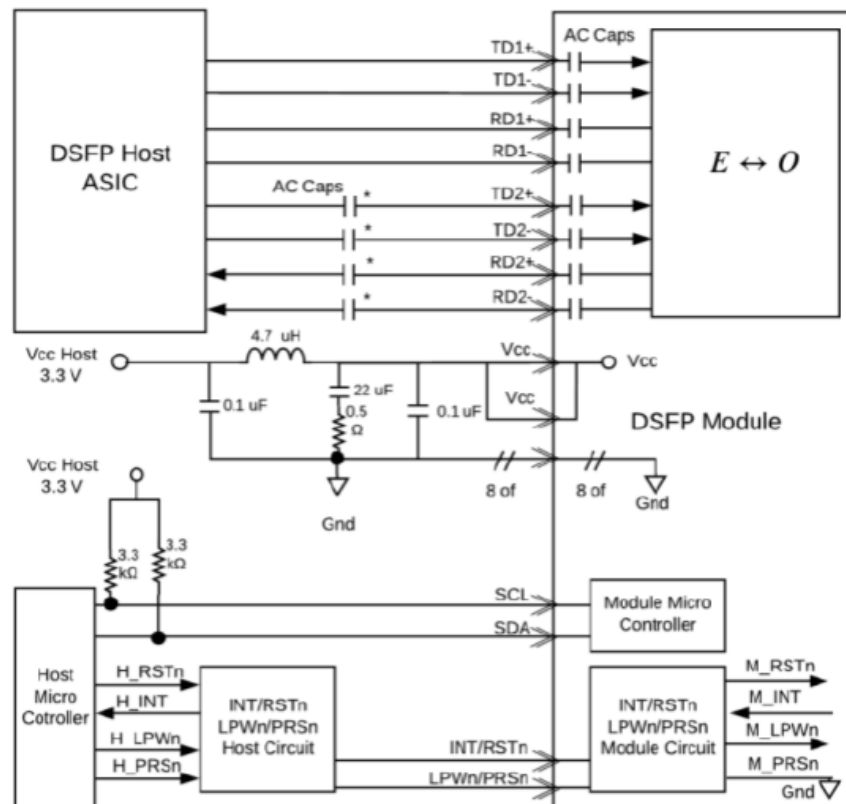 DSFP Host
ASIC
TD1+
TD1-
RD1+
RD1-
AC Caps
TD2+
TD2-
RD2+
RD2-
*
*
*
*
AC Caps
E ↔ O
Vcc Host
3.3 V
4.7 uH
0.1 uF
22 uF
0.5
Ω
0.1 uF
Vcc
Vcc
Vcc
DSFP Module
8 of
8 of
Gnd
Gnd
Vcc Host
3.3 V
3.3
kΩ
3.3
kΩ
SCL
SDA
Module Micro
Controller
Host
Micro
Cotroller
H_RSTn
H_INT
H_LPWn
H_PRSn
INT/RSTn
LPWn/PRSn
Host Circuit
INT/RSTn
LPWn/PRSn
INT/RSTn
LPWn/PRSn
Module Circuit
M_RSTn
M_INT
M_LPWn
M_PRSn
Gnd